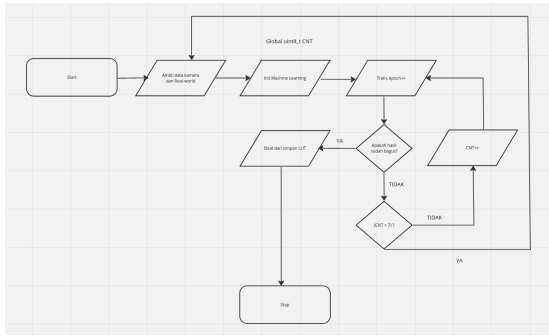 Global uint8_t CNT
Start
Ambil data kamera
dan Real-world
Init Machine Learning
Train, epoch++
Buat dan simpan LUT
YA
Apakah hasil
sudah bagus?
CNT++
TIDAK
(CNT > 7) ?
TIDAK
YA
Stop